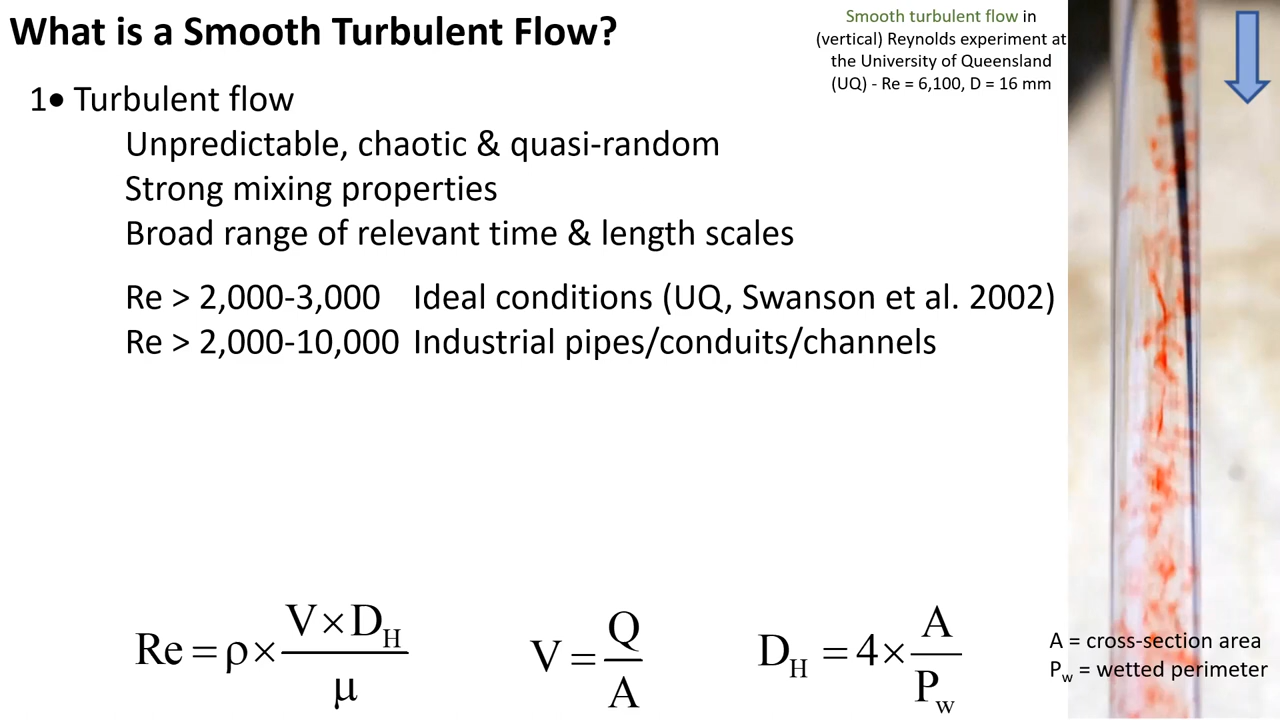 What is a Smooth Turbulent Flow?
Smooth turbulent flow in
(vertical) Reynolds experiment at
the University of Queensland
(UQ) - Re = 6,100, D = 16 mm
1• Turbulent flow
Unpredictable, chaotic & quasi-random
Strong mixing properties
Broad range of relevant time & length scales
Re > 2,000-3,000 Ideal conditions (UQ, Swanson et al. 2002)
Re > 2,000-10,000 Industrial pipes/conduits/channels
Re = ρ × (V × D_H) / μ
V = Q / A
D_H = 4 × A / P_w
A = cross-section area
P_w = wetted perimeter